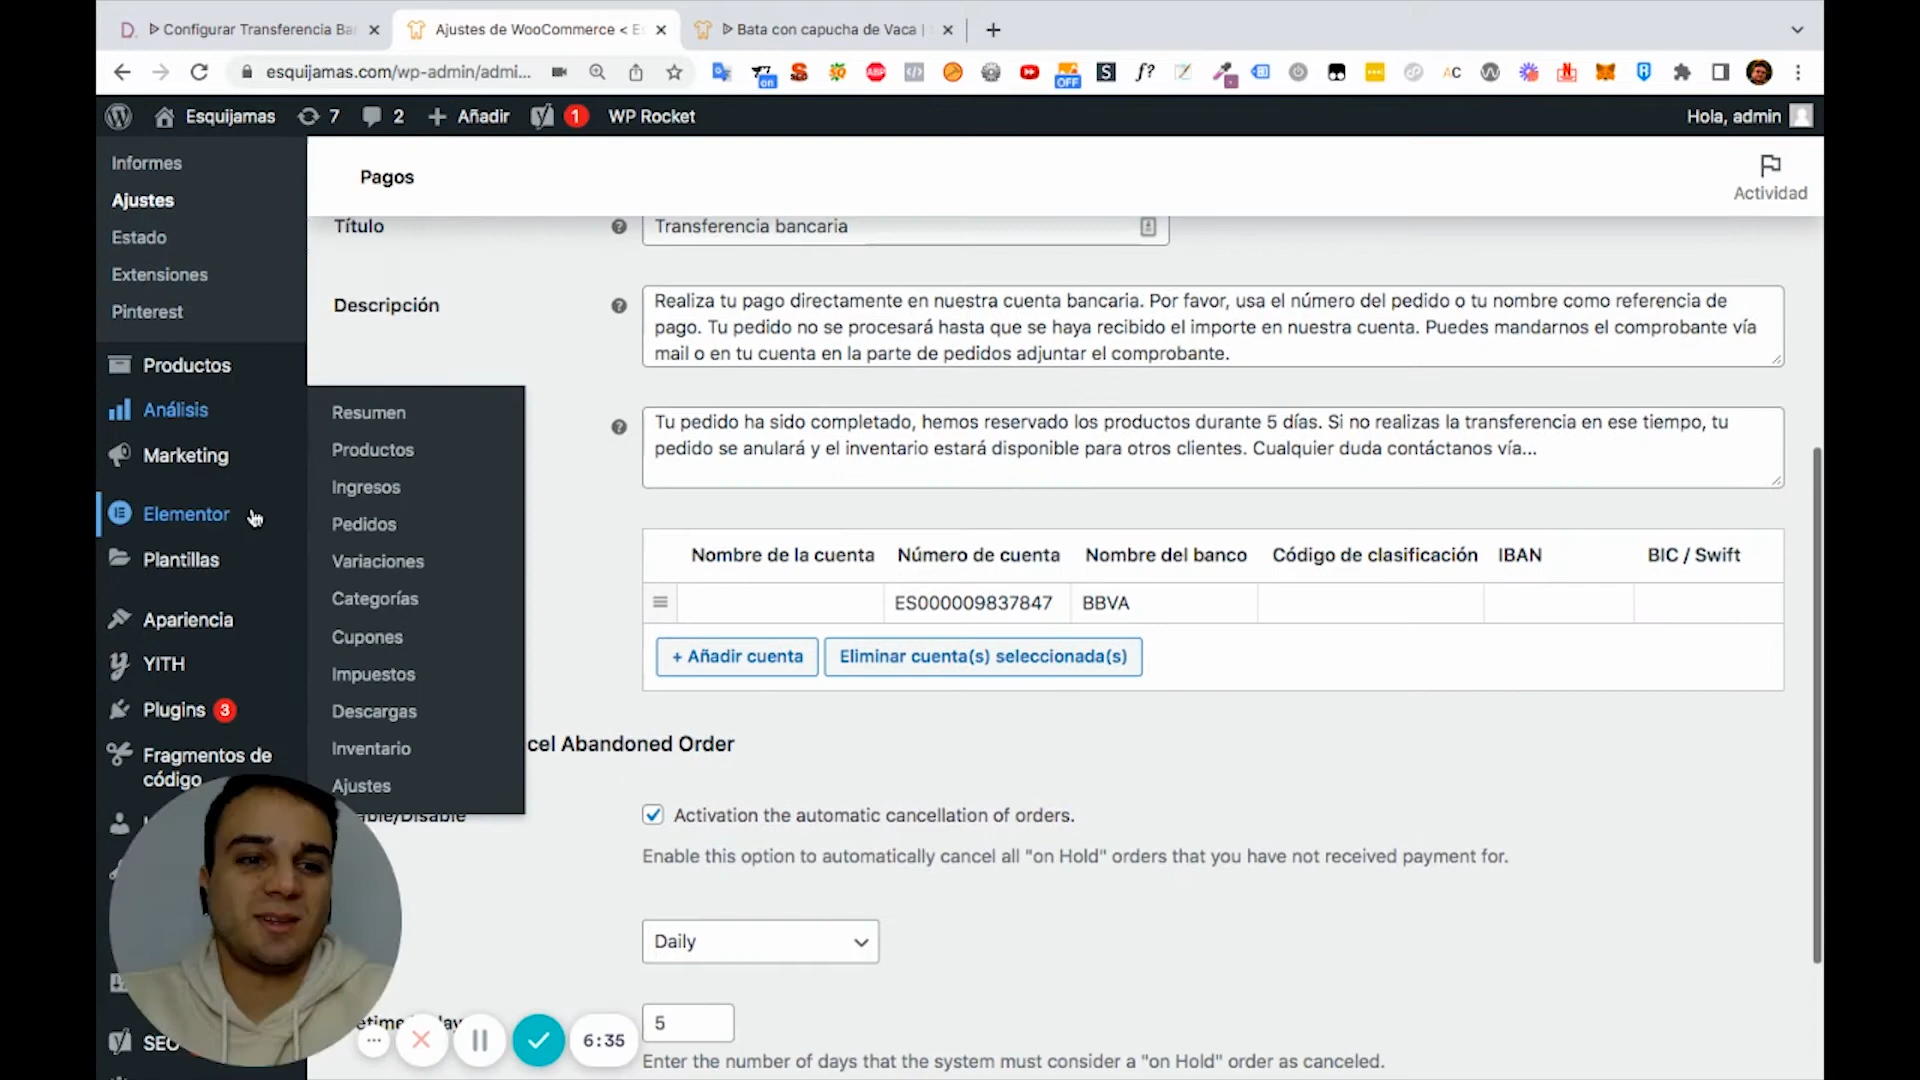 Configurar Transferencia Ba
Ajustes de WooCommerce < E
Bata con capucha de Vaca |
esquijamas.com/wp-admin/admi...
on
ABP
OFF
S
f?
AC
Esquijamas
7
2
Añadir
1
WP Rocket
Hola, admin
Informes
Ajustes
Estado
Extensiones
Pinterest
Productos
Análisis
Marketing
Elementor
Plantillas
Apariencia
YITH
Plugins 3
Fragmentos de
código
SEO
Resumen
Productos
Ingresos
Pedidos
Variaciones
Categorías
Cupones
Impuestos
Descargas
Inventario
Ajustes
Pagos
Actividad
Título
Transferencia bancaria
Descripción
Realiza tu pago directamente en nuestra cuenta bancaria. Por favor, usa el número del pedido o tu nombre como referencia de
pago. Tu pedido no se procesará hasta que se haya recibido el importe en nuestra cuenta. Puedes mandarnos el comprobante vía
mail o en tu cuenta en la parte de pedidos adjuntar el comprobante.
Tu pedido ha sido completado, hemos reservado los productos durante 5 días. Si no realizas la transferencia en ese tiempo, tu
pedido se anulará y el inventario estará disponible para otros clientes. Cualquier duda contáctanos vía...
Nombre de la cuenta Número de cuenta Nombre del banco Código de clasificación IBAN BIC / Swift
ES000009837847 BBVA
+ Añadir cuenta
Eliminar cuenta(s) seleccionada(s)
cel Abandoned Order
able/Disable
Activation the automatic cancellation of orders.
Enable this option to automatically cancel all "on Hold" orders that you have not received payment for.
Daily
5
6:35
Enter the number of days that the system must consider a "on Hold" order as canceled.